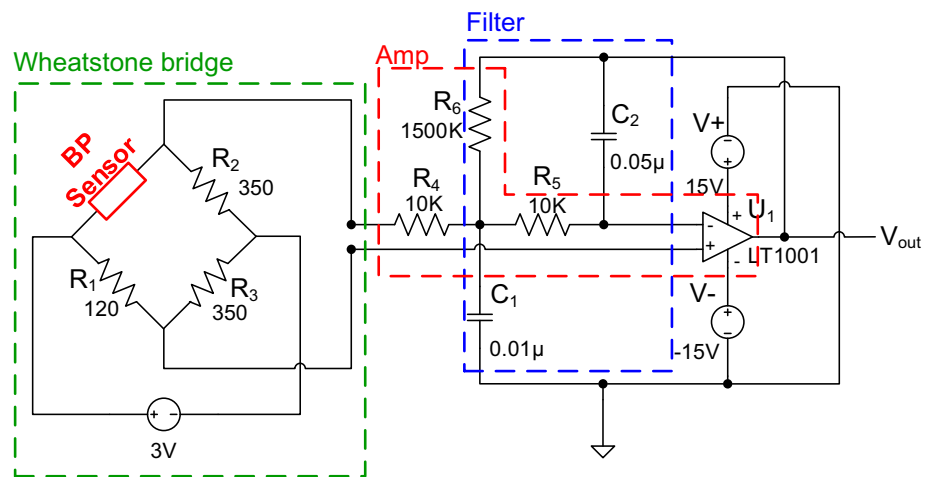 Wheatstone bridge
Amp
Filter
BP
Sensor
R2
350
R1
120
R3
350
+ -
3V
R4
10K
R6
1500K
R5
10K
C2
0.05µ
C1
0.01µ
V+
+
-
15V
-
+
+
-
U1
LT1001
V-
+
-
-15V
Vout